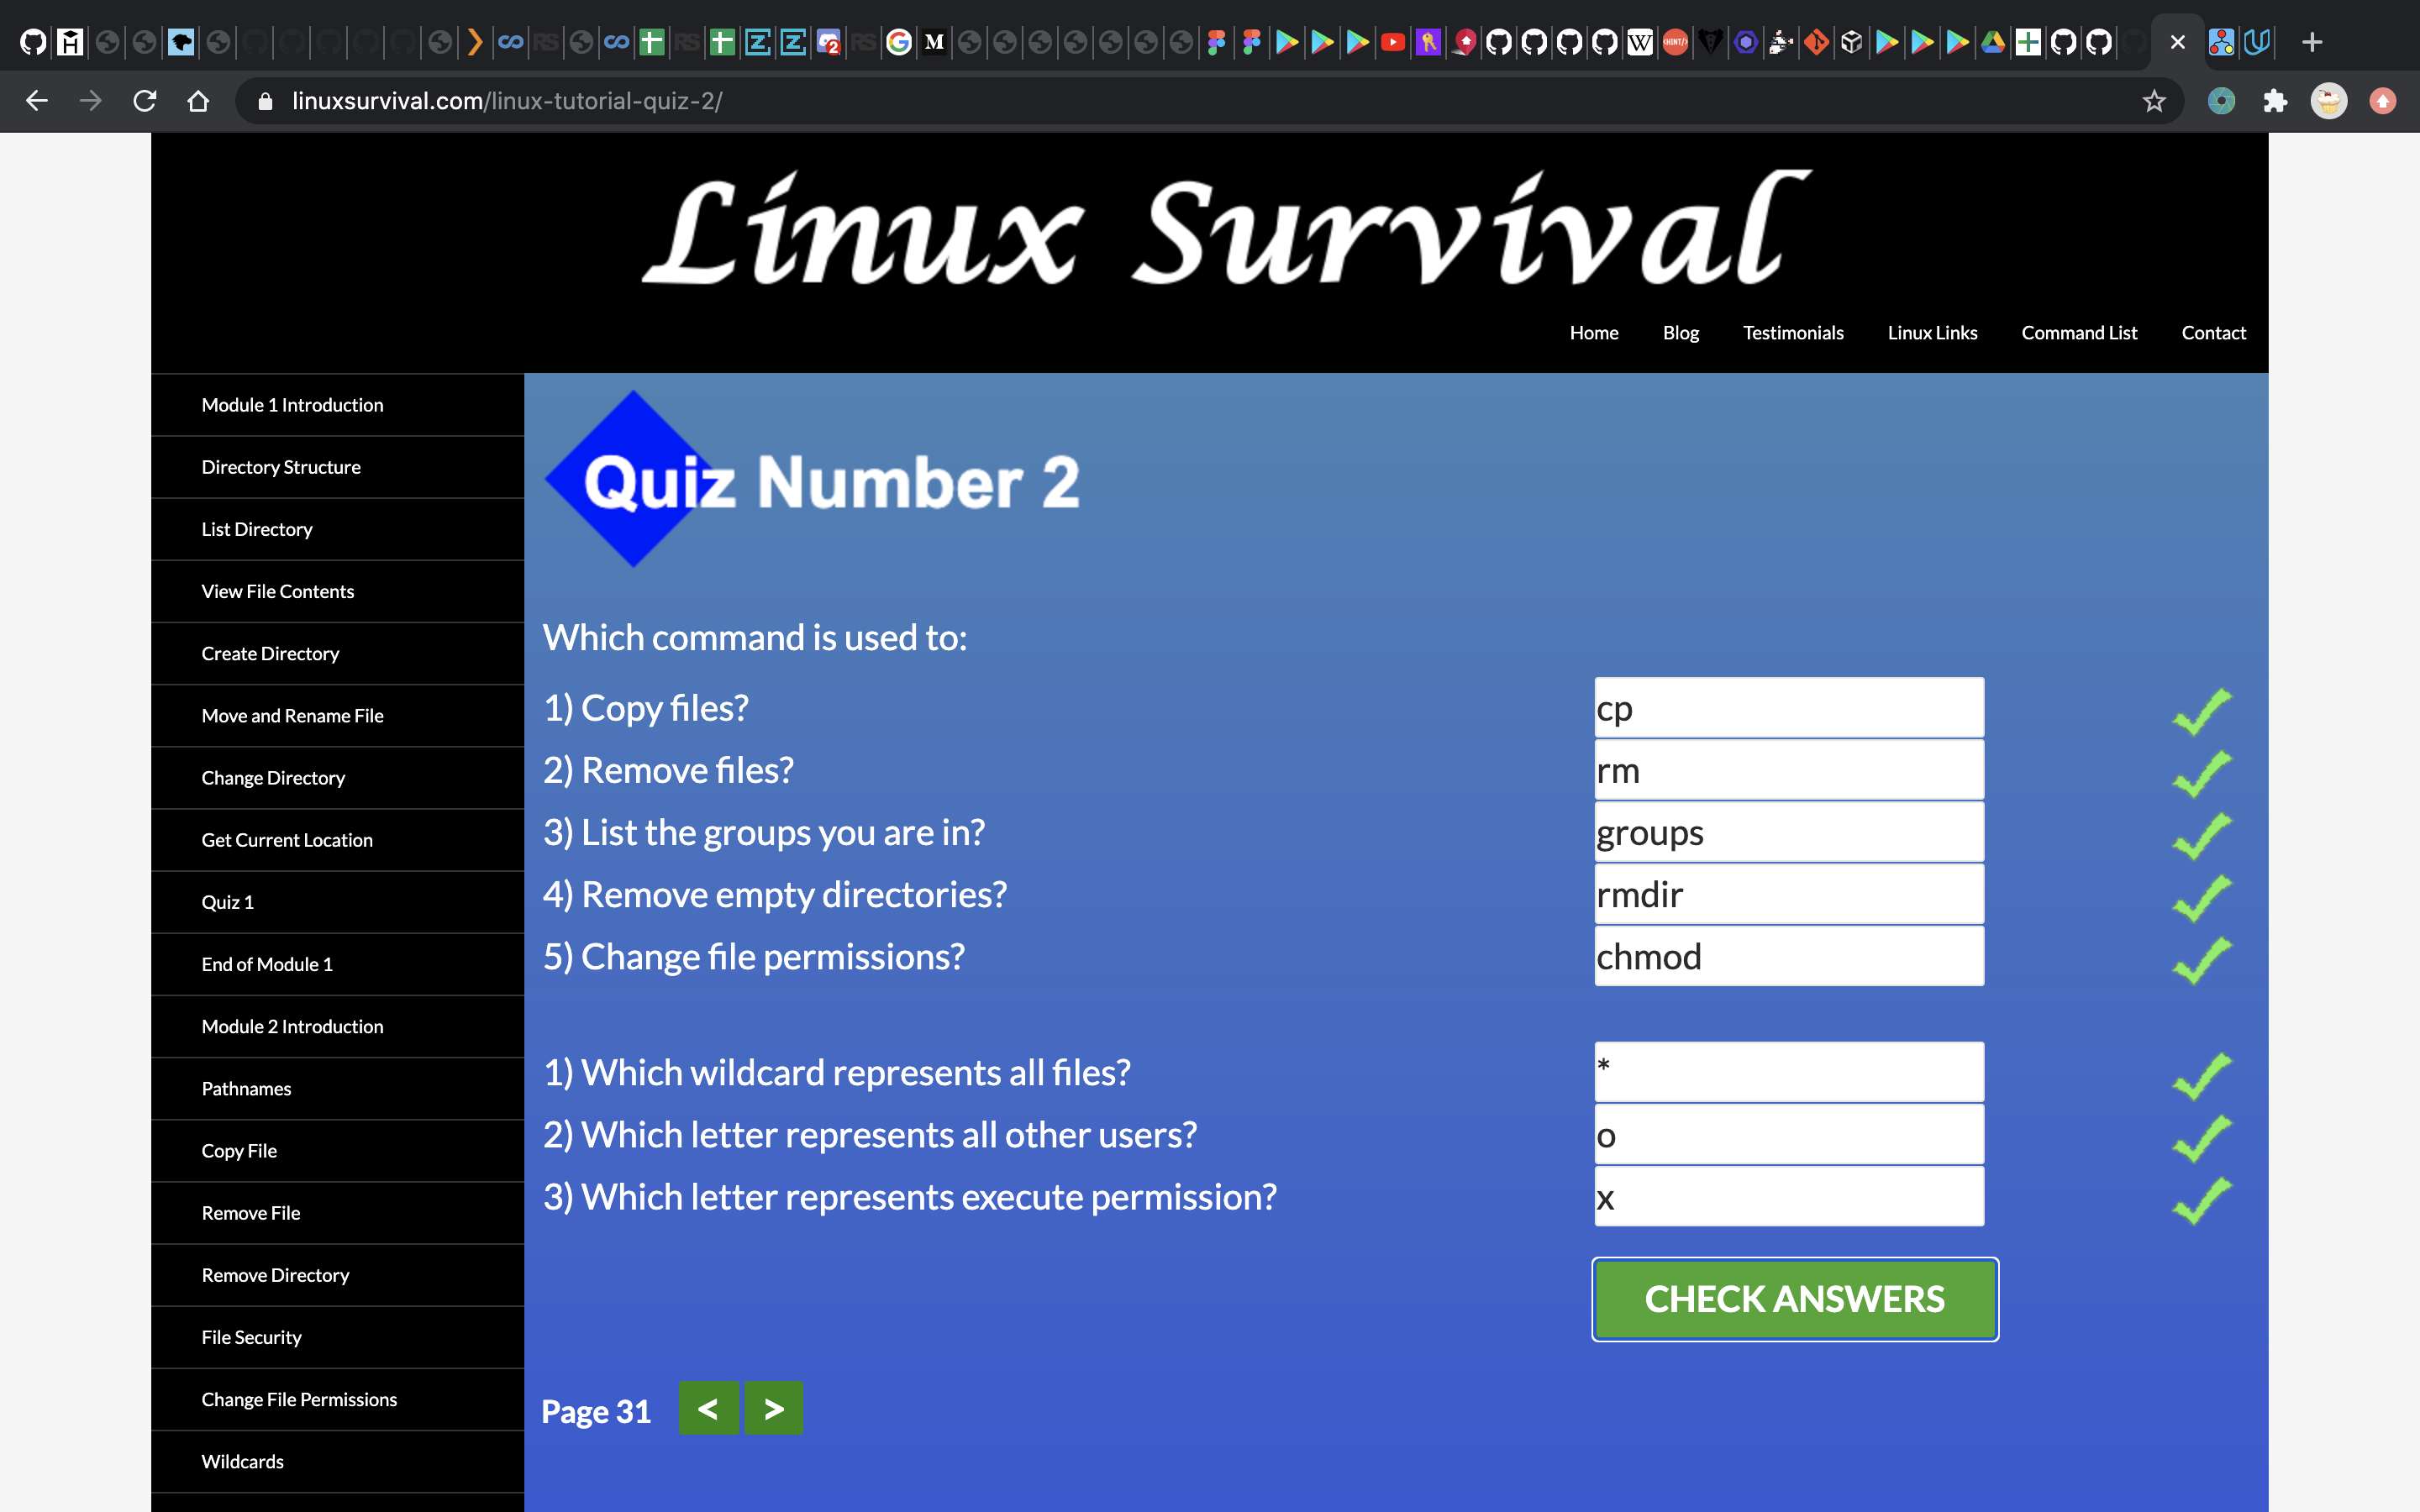 linuxsurvival.com/linux-tutorial-quiz-2/
Linux Survival
Home Blog Testimonials Linux Links Command List Contact
Module 1 Introduction
Directory Structure
List Directory
View File Contents
Create Directory
Move and Rename File
Change Directory
Get Current Location
Quiz 1
End of Module 1
Module 2 Introduction
Pathnames
Copy File
Remove File
Remove Directory
File Security
Change File Permissions
Wildcards
Quiz Number 2
Which command is used to:
1) Copy files? cp
2) Remove files? rm
3) List the groups you are in? groups
4) Remove empty directories? rmdir
5) Change file permissions? chmod
1) Which wildcard represents all files? *
2) Which letter represents all other users? o
3) Which letter represents execute permission? x
CHECK ANSWERS
Page 31 < >